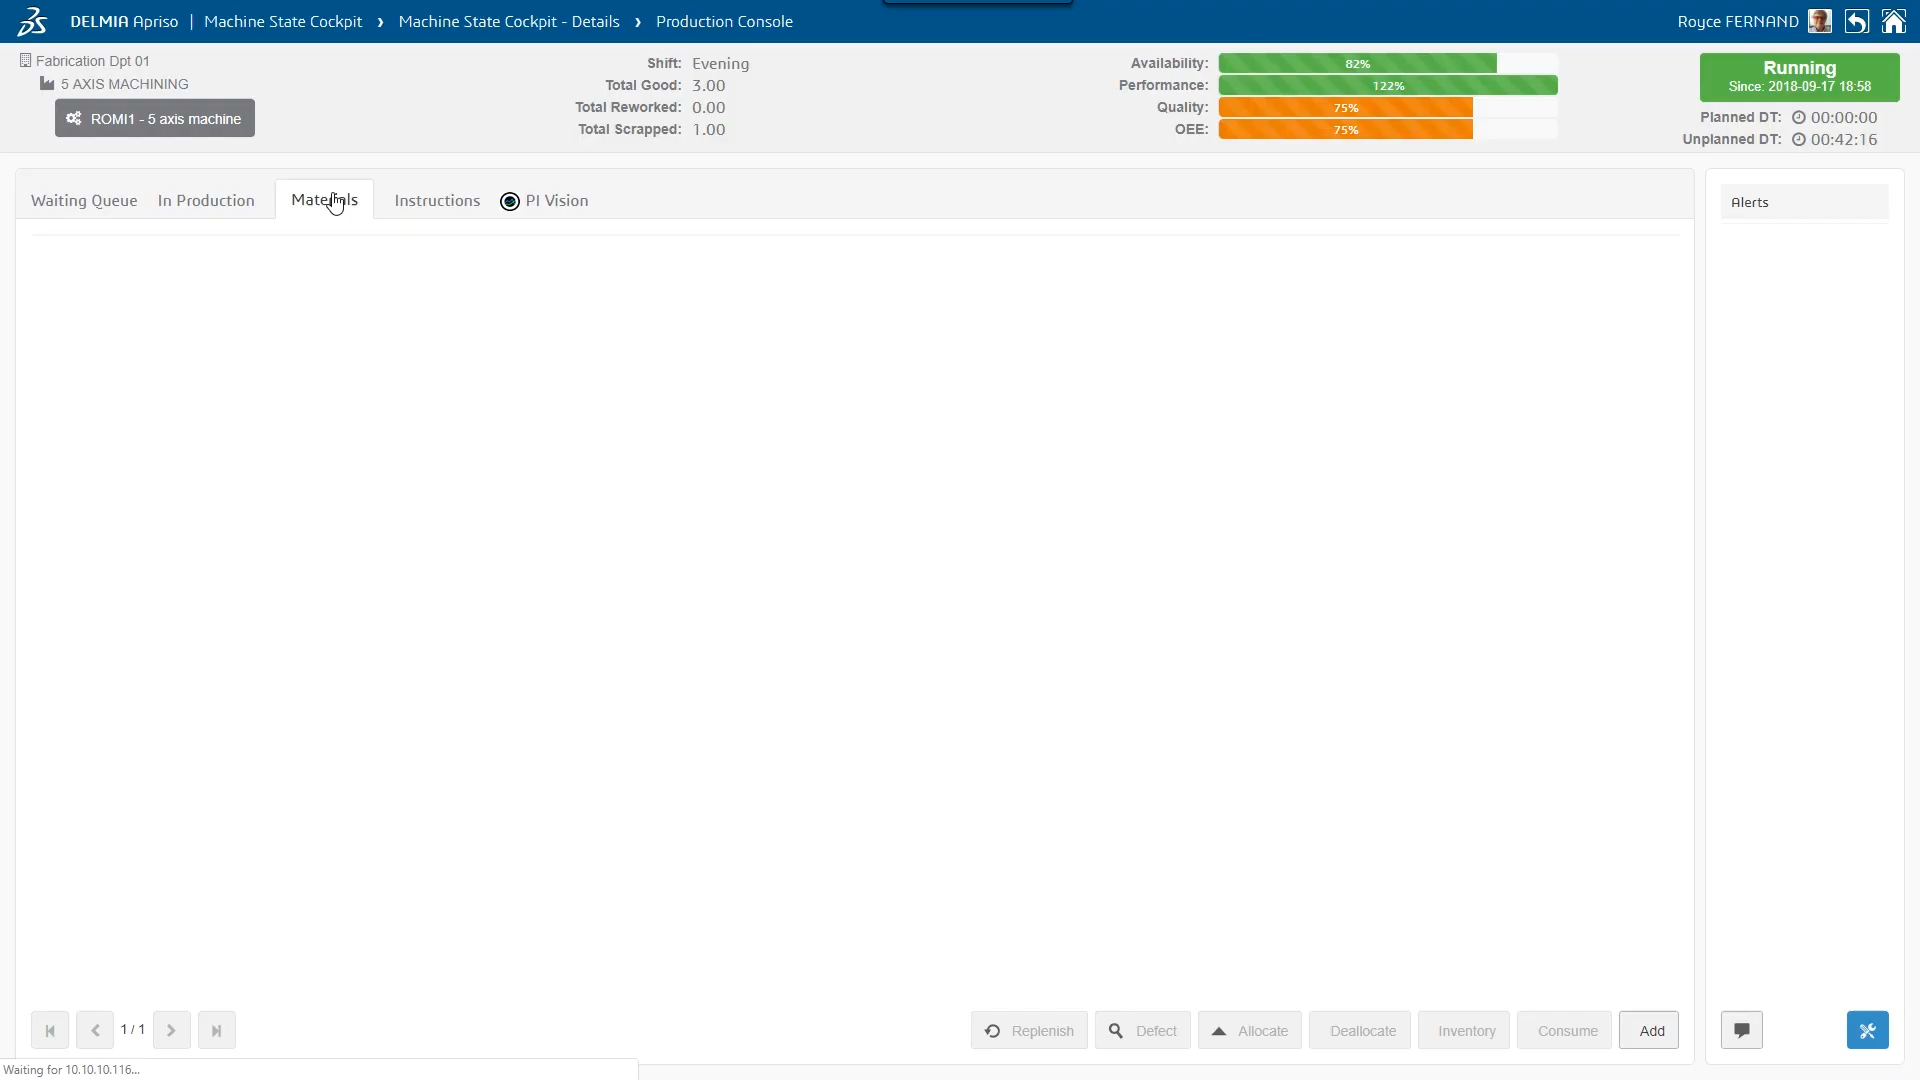 DELMIA Apriso | Machine State Cockpit › Machine State Cockpit - Details › Production Console
Royce FERNAND
Fabrication Dpt 01
5 AXIS MACHINING
ROMI1 - 5 axis machine
Shift: Evening
Total Good: 3.00
Total Reworked: 0.00
Total Scrapped: 1.00
Availability: 82%
Performance: 122%
Quality: 75%
OEE: 75%
Running
Since: 2018-09-17 18:58
Planned DT: 00:00:00
Unplanned DT: 00:42:16
Waiting Queue In Production Materials Instructions PI Vision
Alerts
1 / 1
Replenish Defect Allocate Deallocate Inventory Consume Add
Waiting for 10.10.10.116...